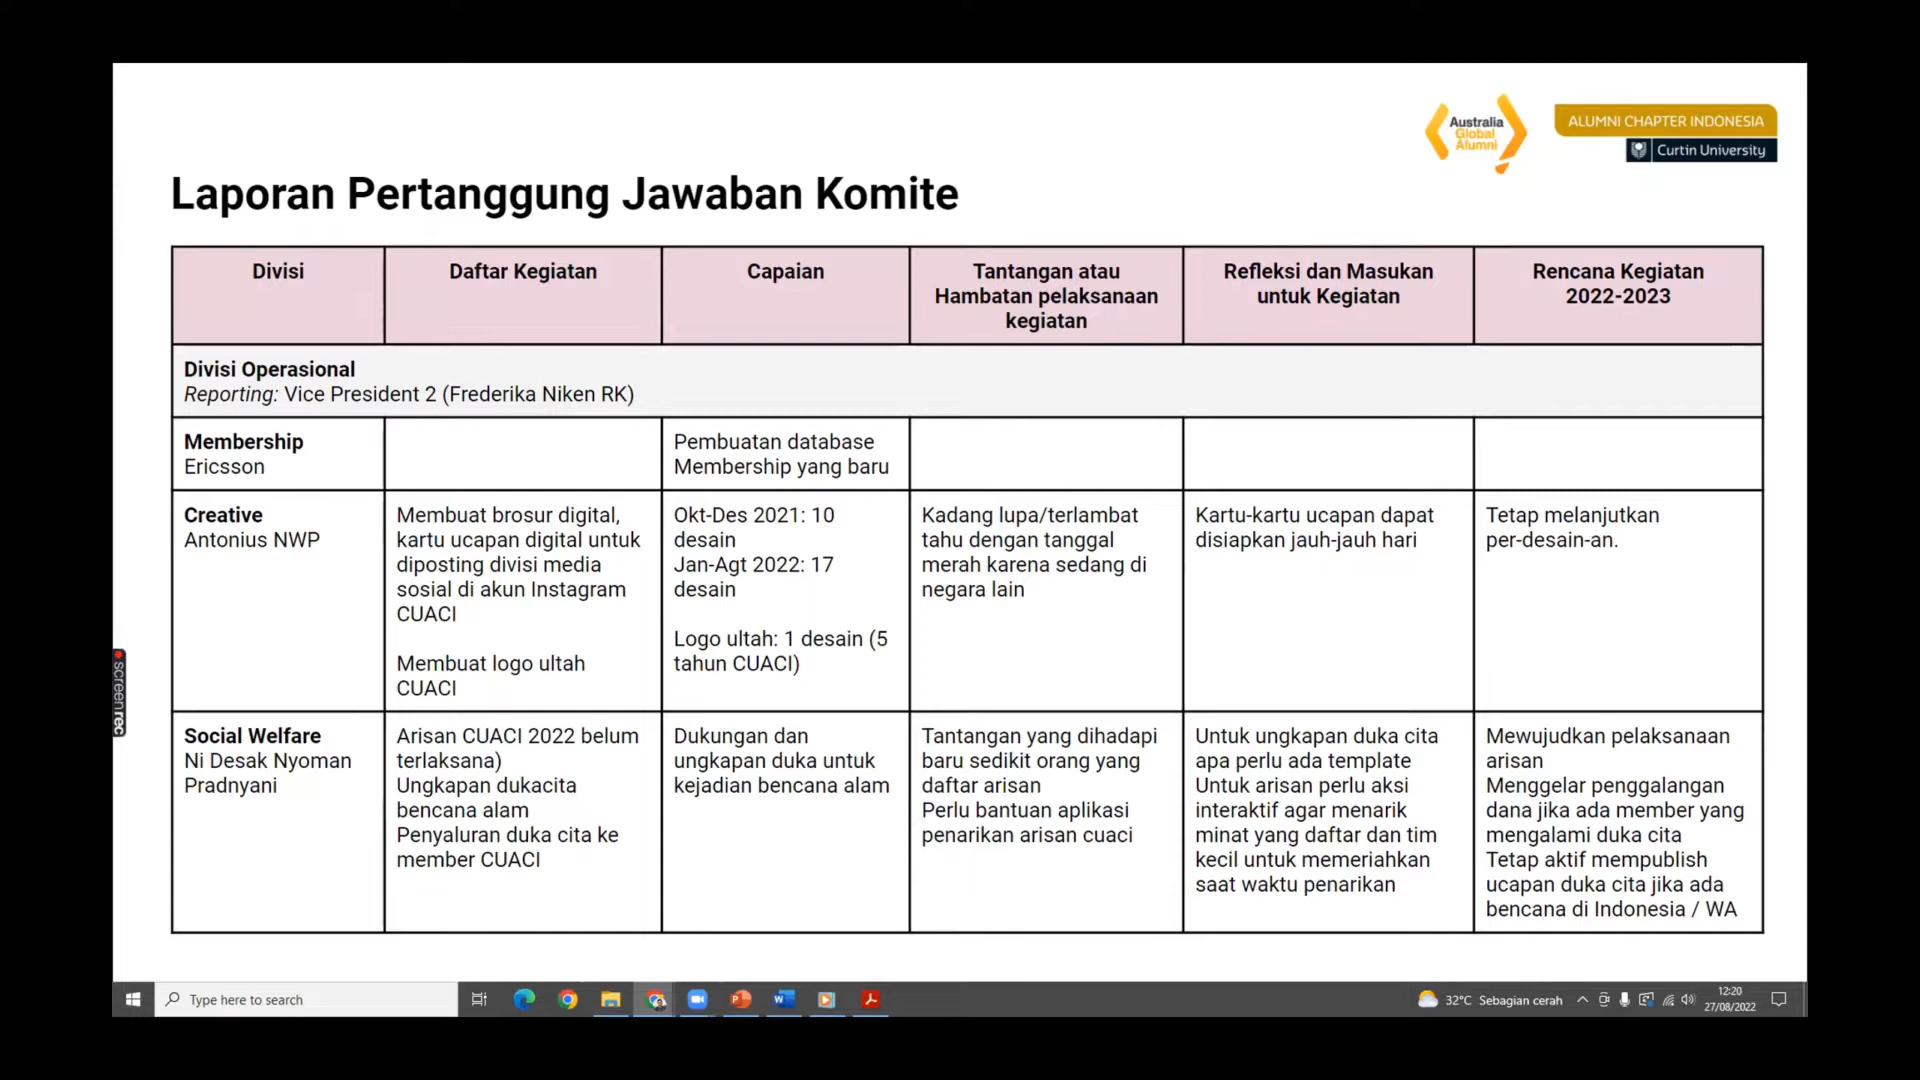 Australia
Global
Alumni
ALUMNI CHAPTER INDONESIA
Curtin University
Laporan Pertanggung Jawaban Komite
Divisi
Daftar Kegiatan
Capaian
Tantangan atau
Hambatan pelaksanaan
kegiatan
Refleksi dan Masukan
untuk Kegiatan
Rencana Kegiatan
2022-2023
Divisi Operasional
Reporting: Vice President 2 (Frederika Niken RK)
Membership
Ericsson
Pembuatan database
Membership yang baru
Creative
Antonius NWP
Membuat brosur digital,
kartu ucapan digital untuk
diposting divisi media
sosial di akun Instagram
CUACI
Membuat logo ultah
CUACI
Okt-Des 2021: 10
desain
Jan-Agt 2022: 17
desain
Logo ultah: 1 desain (5
tahun CUACI)
Kadang lupa/terlambat
tahu dengan tanggal
merah karena sedang di
negara lain
Kartu-kartu ucapan dapat
disiapkan jauh-jauh hari
Tetap melanjutkan
per-desain-an.
Social Welfare
Ni Desak Nyoman
Pradnyani
Arisan CUACI 2022 belum
terlaksana)
Ungkapan dukacita
bencana alam
Penyaluran duka cita ke
member CUACI
Dukungan dan
ungkapan duka untuk
kejadian bencana alam
Tantangan yang dihadapi
baru sedikit orang yang
daftar arisan
Perlu bantuan aplikasi
penarikan arisan cuaci
Untuk ungkapan duka cita
apa perlu ada template
Untuk arisan perlu aksi
interaktif agar menarik
minat yang daftar dan tim
kecil untuk memeriahkan
saat waktu penarikan
Mewujudkan pelaksanaan
arisan
Menggelar penggalangan
dana jika ada member yang
mengalami duka cita
Tetap aktif mempublish
ucapan duka cita jika ada
bencana di Indonesia / WA
screenrec
Type here to search
32°C Sebagian cerah
12:20
27/08/2022